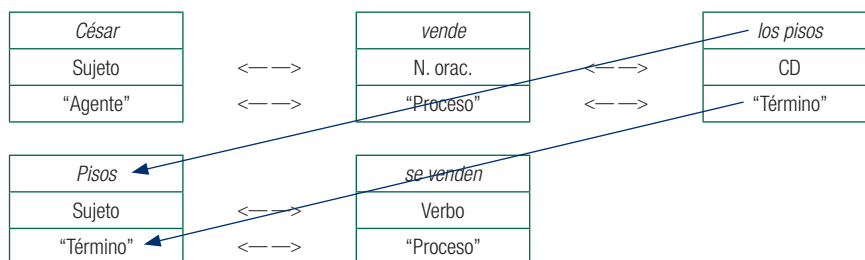 César vende los pisos
Sujeto <— —> N. orac. <— —> CD
“Agente” <— —> “Proceso” <— —> “Término”
Pisos se venden
Sujeto <— —> Verbo
“Término” <— —> “Proceso”